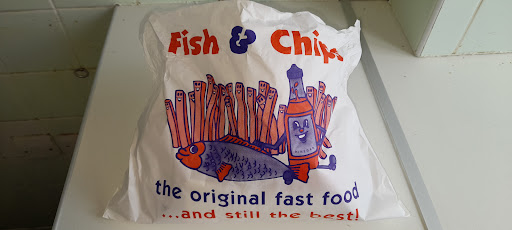 Fish & Chips
the original fast food
...and still the best!